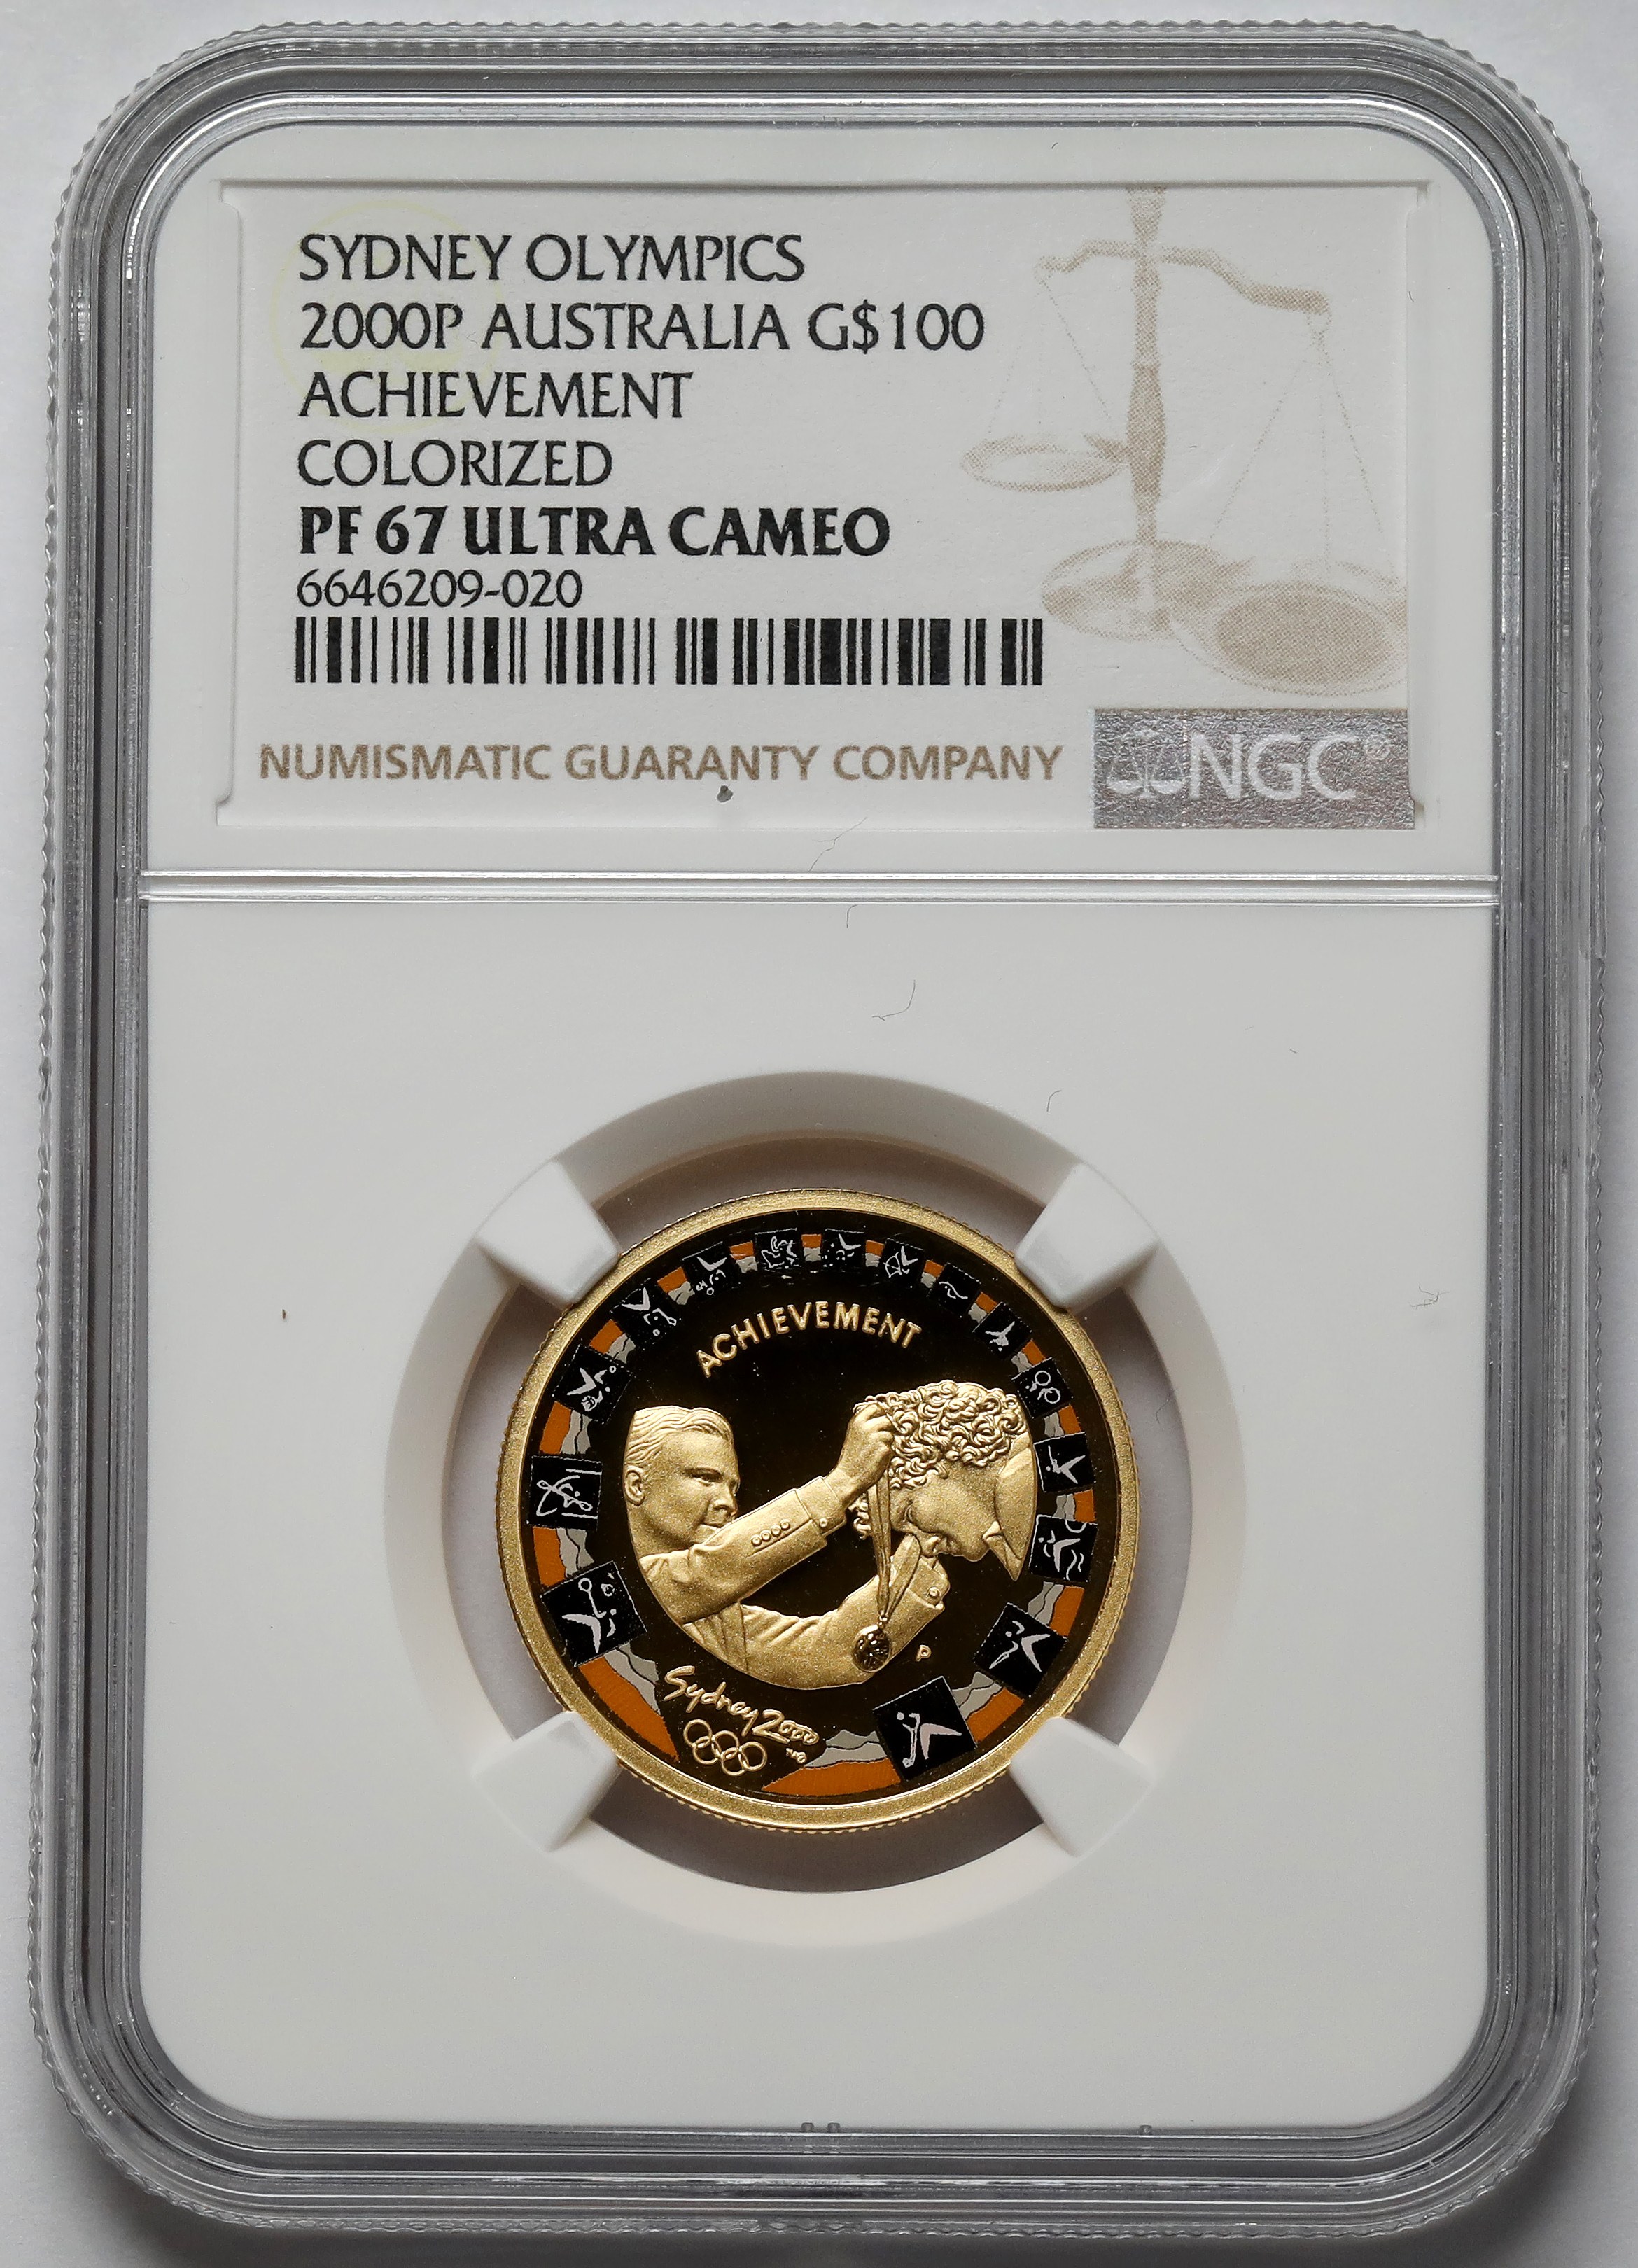 SYDNEY OLYMPICS
2000P AUSTRALIA G$100
ACHIEVEMENT
COLORIZED
PF 67 ULTRA CAMEO
6646209-020
NUMISMATIC GUARANTY COMPANY
NGC®
ACHIEVEMENT
P
Sydney 2000